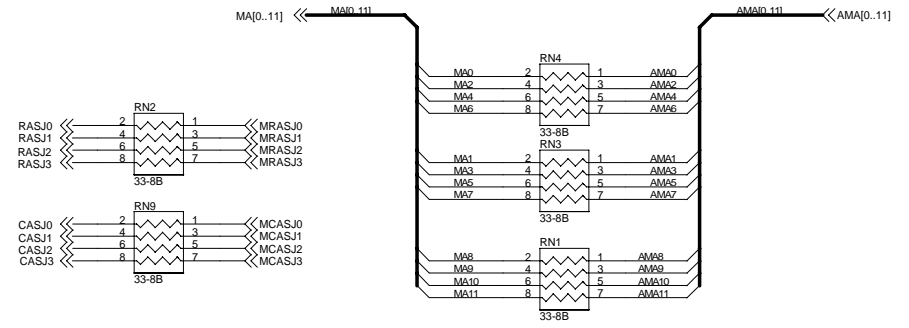 MA[0..11] MA[0..11] AMA[0..11] AMA[0..11]
RN4
MA0 2 1 AMA0
MA2 4 3 AMA2
MA4 6 5 AMA4
MA6 8 7 AMA6
33-8B
RN2
RASJ0 2 1 MRASJ0
RASJ1 4 3 MRASJ1
RASJ2 6 5 MRASJ2
RASJ3 8 7 MRASJ3
33-8B
RN3
MA1 2 1 AMA1
MA3 4 3 AMA3
MA5 6 5 AMA5
MA7 8 7 AMA7
33-8B
RN9
CASJ0 2 1 MCASJ0
CASJ1 4 3 MCASJ1
CASJ2 6 5 MCASJ2
CASJ3 8 7 MCASJ3
33-8B
RN1
MA8 2 1 AMA8
MA9 4 3 AMA9
MA10 6 5 AMA10
MA11 8 7 AMA11
33-8B